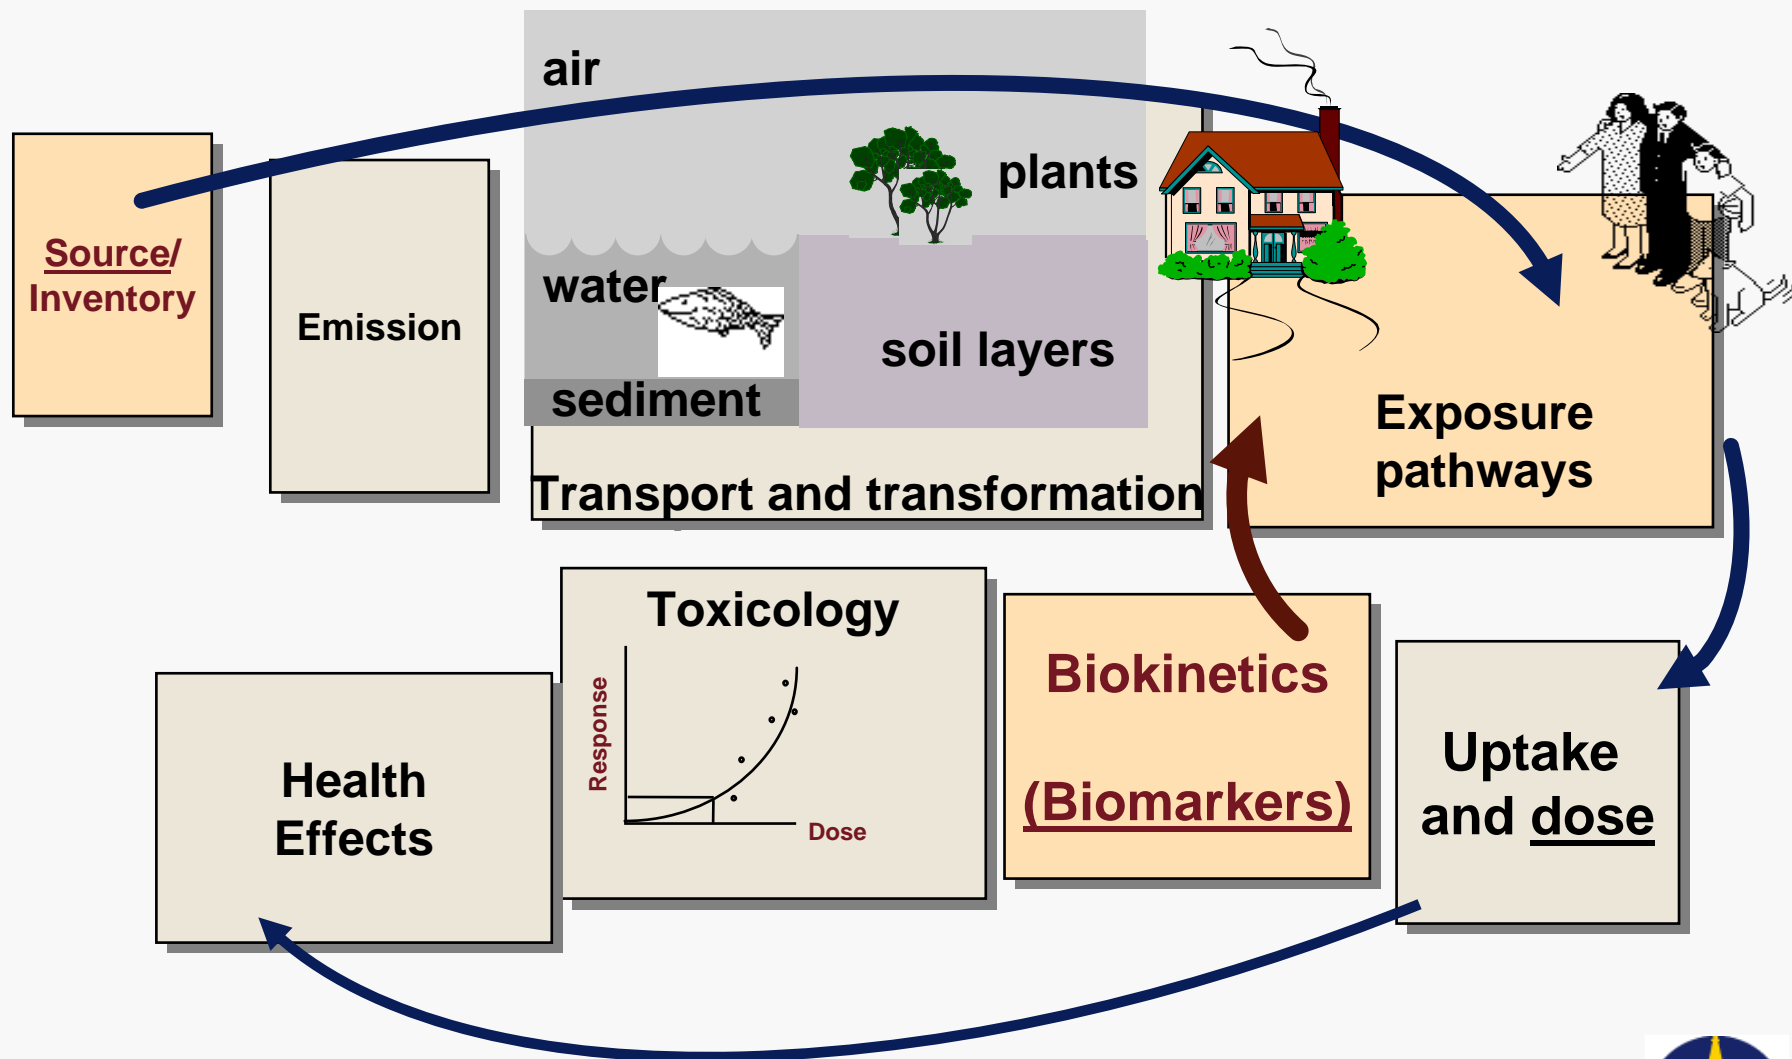 air
plants
Source/
Inventory
Emission
water
soil layers
sediment
Transport and transformation
Exposure
pathways
Toxicology
Response
Dose
Biokinetics
(Biomarkers)
Uptake
and dose
Health
Effects